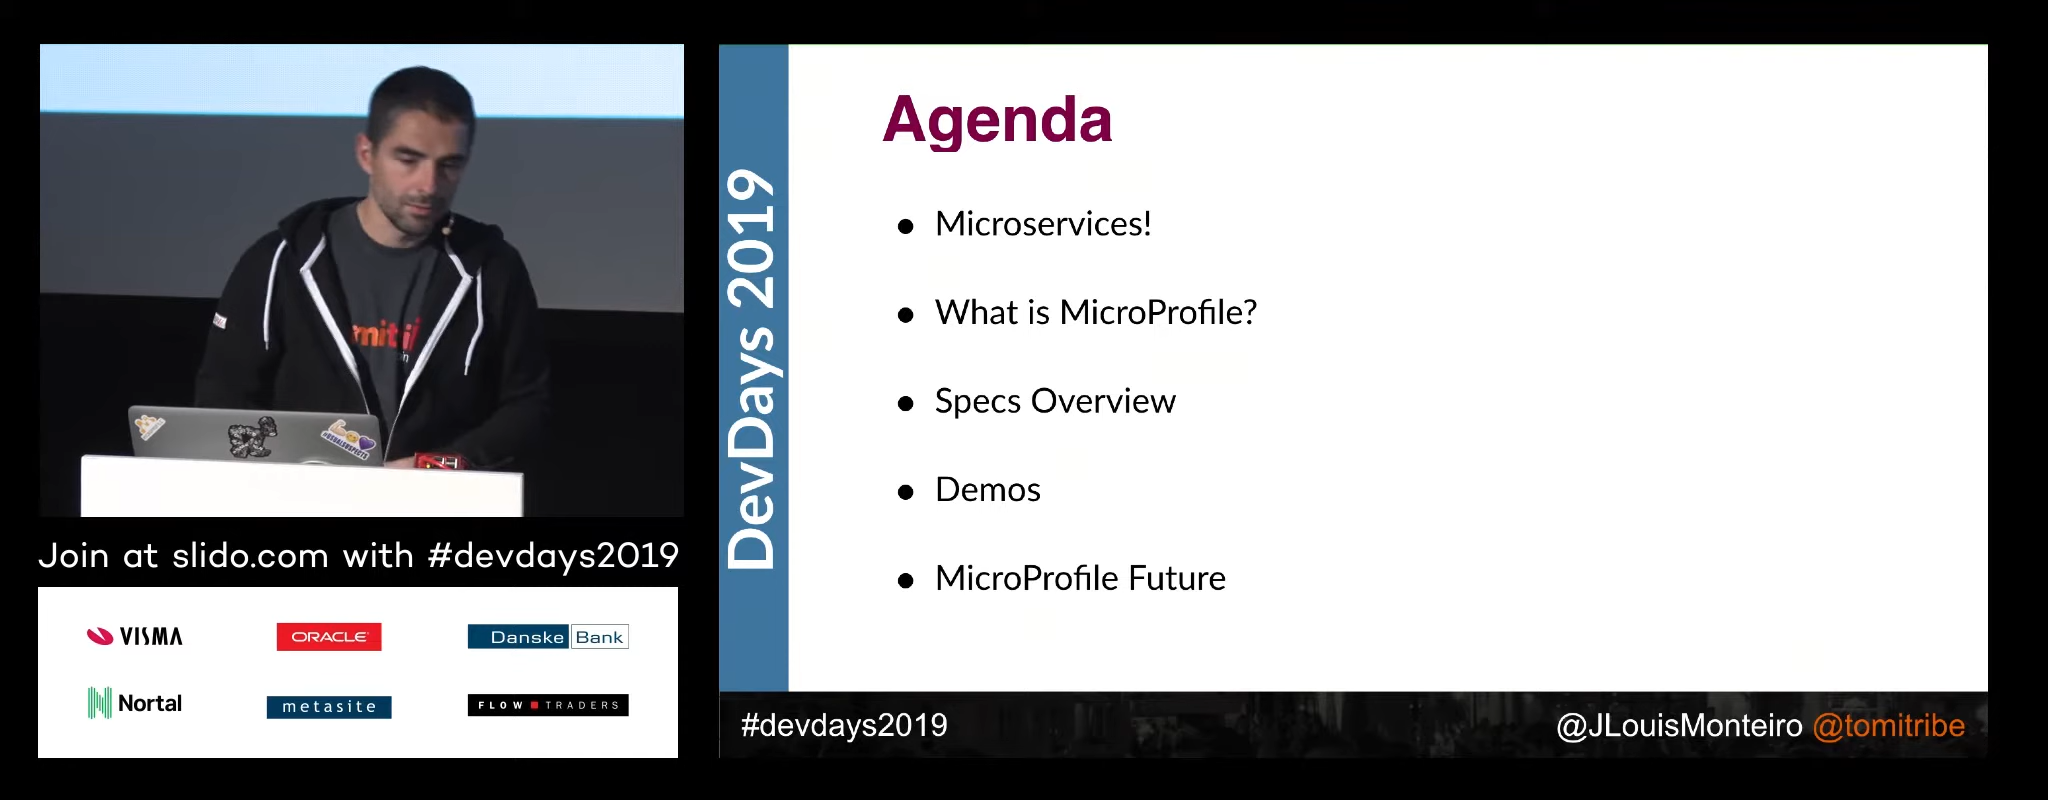 Join at slido.com with #devdays2019
VISMA
ORACLE
Danske Bank
Nortal
metasite
FLOW TRADERS
DevDays 2019
Agenda
● Microservices!
● What is MicroProfile?
● Specs Overview
● Demos
● MicroProfile Future
#devdays2019
@JLouisMonteiro @tomitribe